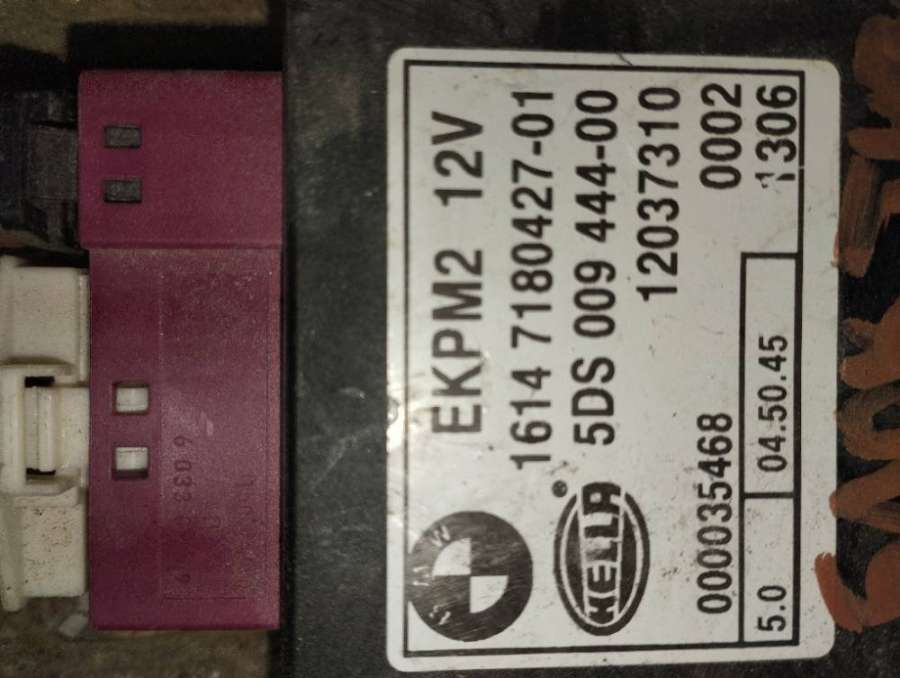 EKPM2 12V
1614 7180427-01
5DS 009 444-00
HELLA®
12037310
000035468 0002
5.0 04.50.45 1306